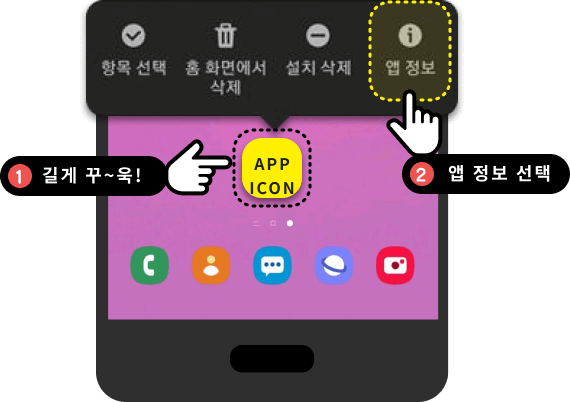 항목 선택
홈 화면에서
삭제
설치 삭제
앱 정보
APP
ICON
1 길게 꾸~욱!
2 앱 정보 선택